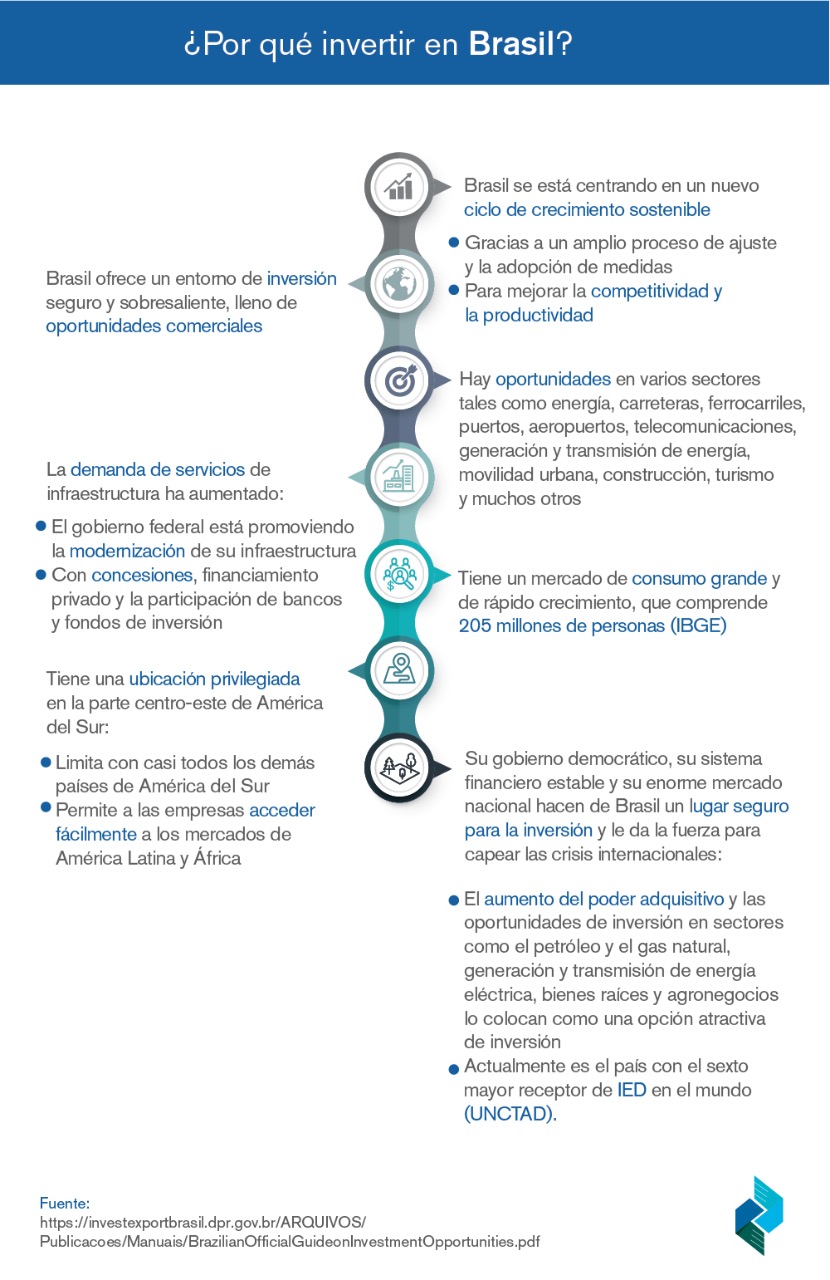 ¿Por qué invertir en Brasil?
Brasil se está centrando en un nuevo
ciclo de crecimiento sostenible
Gracias a un amplio proceso de ajuste
y la adopción de medidas
Para mejorar la competitividad y
la productividad
Brasil ofrece un entorno de inversión
seguro y sobresaliente, lleno de
oportunidades comerciales
Hay oportunidades en varios sectores
tales como energía, carreteras, ferrocarriles,
puertos, aeropuertos, telecomunicaciones,
generación y transmisión de energía,
movilidad urbana, construcción, turismo
y muchos otros
La demanda de servicios de
infraestructura ha aumentado:
El gobierno federal está promoviendo
la modernización de su infraestructura
Con concesiones, financiamiento
privado y la participación de bancos
y fondos de inversión
Tiene un mercado de consumo grande y
de rápido crecimiento, que comprende
205 millones de personas (IBGE)
Tiene una ubicación privilegiada
en la parte centro-este de América
del Sur:
Limita con casi todos los demás
países de América del Sur
Permite a las empresas acceder
fácilmente a los mercados de
América Latina y África
Su gobierno democrático, su sistema
financiero estable y su enorme mercado
nacional hacen de Brasil un lugar seguro
para la inversión y le da la fuerza para
capear las crisis internacionales:
El aumento del poder adquisitivo y las
oportunidades de inversión en sectores
como el petróleo y el gas natural,
generación y transmisión de energía
eléctrica, bienes raíces y agronegocios
lo colocan como una opción atractiva
de inversión
Actualmente es el país con el sexto
mayor receptor de IED en el mundo
(UNCTAD).
Fuente:
https://investexportbrasil.dpr.gov.br/ARQUIVOS/
Publicacoes/Manuais/BrazilianOfficialGuideonInvestmentOpportunities.pdf